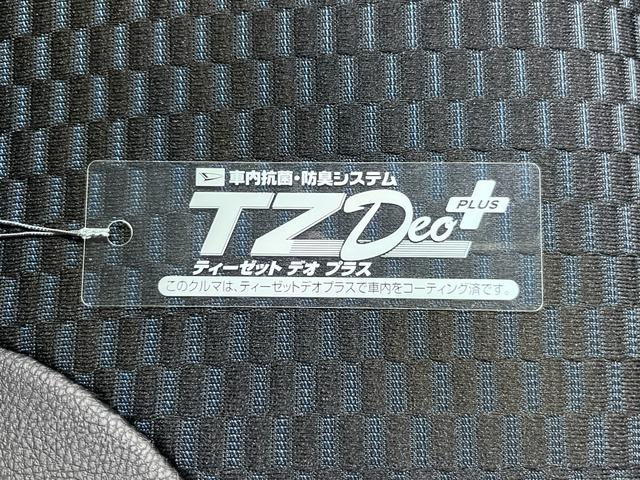 車内抗菌・防臭システム
TZ Deo PLUS
ティーゼット デオ プラス
このクルマは、ティーゼットデオプラスで車内をコーティング済です。